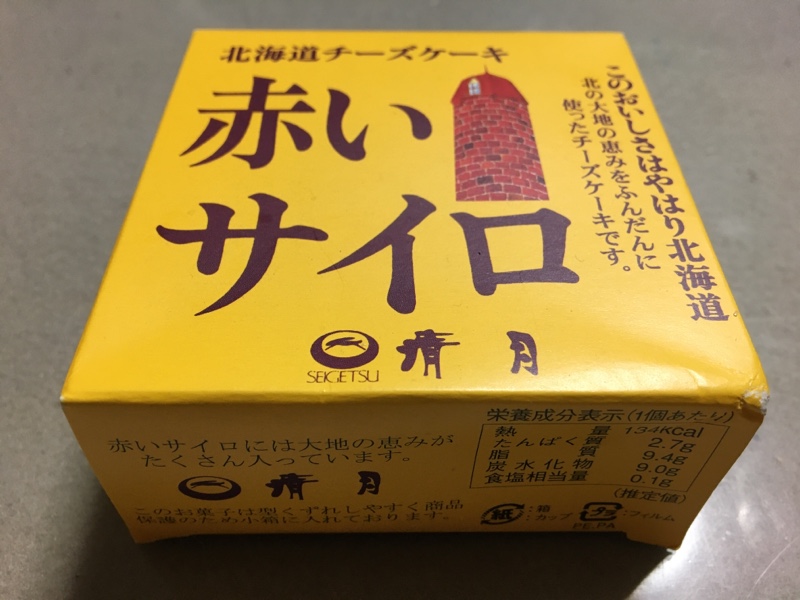 北海道チーズケーキ
赤い
サイロ
このおいしさはやはり北海道
北の大地の恵みをふんだんに
使ったチーズケーキです。
SEIGETSU
清月
赤いサイロには大地の恵みが
たくさん入っています。
清月
このお菓子は型くずれしやすく商品
保護のため小箱に入れております。
栄養成分表示(1個あたり)
熱量 134Kcal
たんぱく質 2.7g
脂質 9.4g
炭水化物 9.0g
食塩相当量 0.1g
(推定値)
紙:箱
:カップ
プラ:フィルム
PE,PA